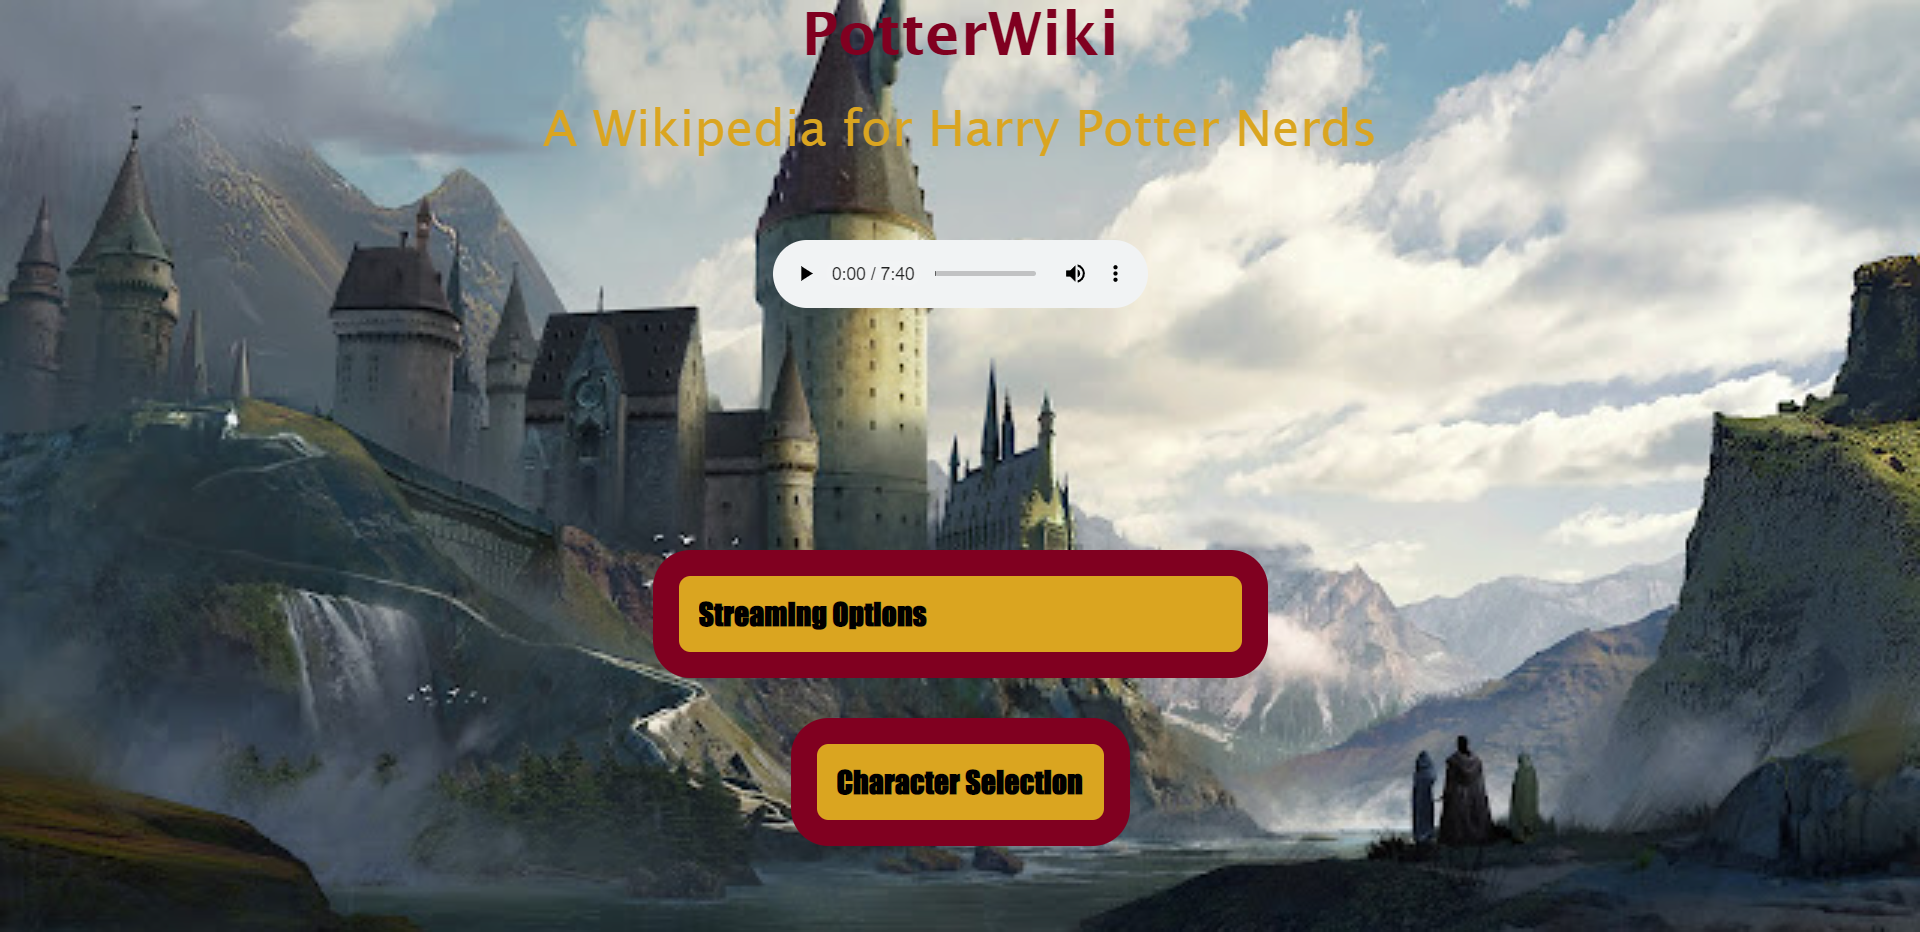 PotterWiki
A Wikipedia for Harry Potter Nerds
0:00 / 7:40
Streaming Options
Character Selection